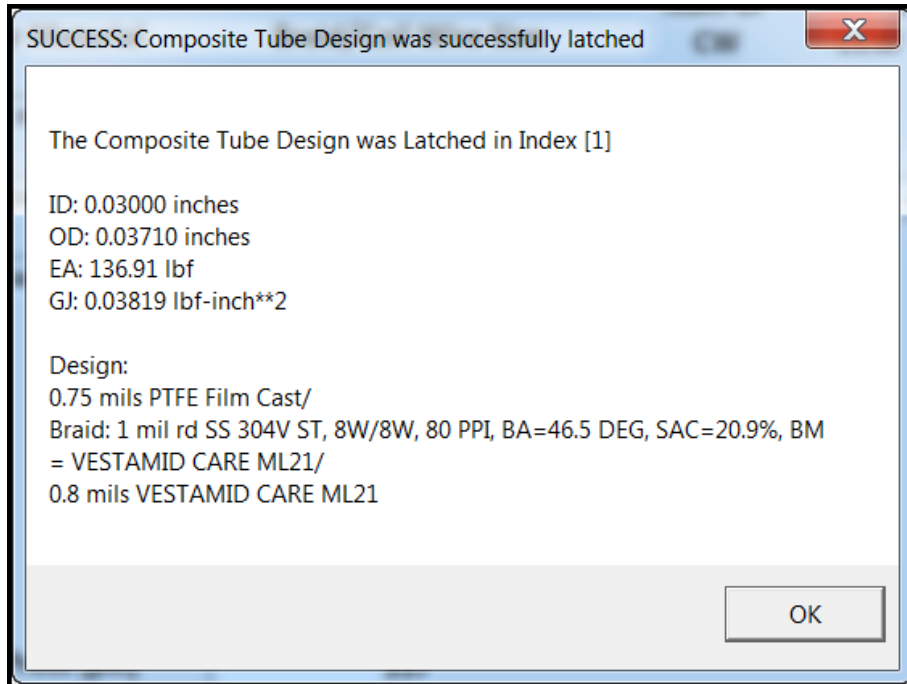 SUCCESS: Composite Tube Design was successfully latched
CW
The Composite Tube Design was Latched in Index [1]
ID: 0.03000 inches
OD: 0.03710 inches
EA: 136.91 lbf
GJ: 0.03819 lbf-inch**2
Design:
0.75 mils PTFE Film Cast/
Braid: 1 mil rd SS 304V ST, 8W/8W, 80 PPI, BA=46.5 DEG, SAC=20.9%, BM
= VESTAMID CARE ML21/
0.8 mils VESTAMID CARE ML21
OK